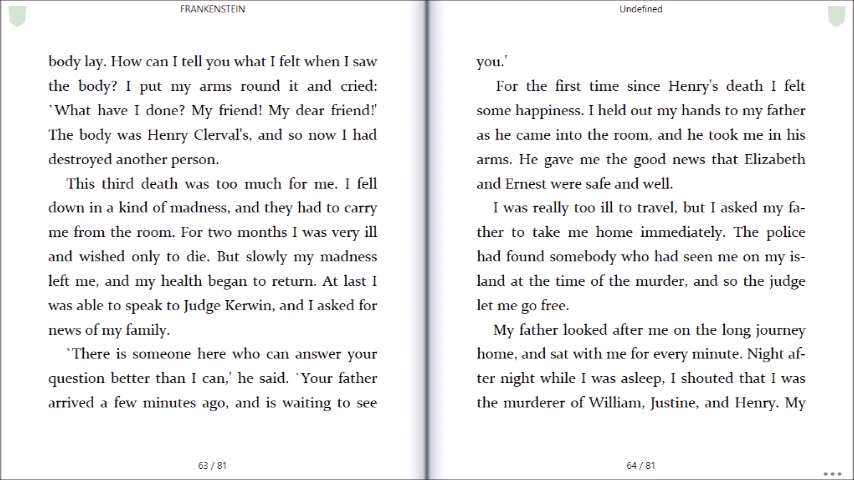 FRANKENSTEIN
body lay. How can I tell you what I felt when I saw
the body? I put my arms round it and cried:
`What have I done? My friend! My dear friend!'
The body was Henry Clerval's, and so now I had
destroyed another person.
This third death was too much for me. I fell
down in a kind of madness, and they had to carry
me from the room. For two months I was very ill
and wished only to die. But slowly my madness
left me, and my health began to return. At last I
was able to speak to Judge Kerwin, and I asked for
news of my family.
`There is someone here who can answer your
question better than I can,' he said. `Your father
arrived a few minutes ago, and is waiting to see
63 / 81
Undefined
you.'
For the first time since Henry's death I felt
some happiness. I held out my hands to my father
as he came into the room, and he took me in his
arms. He gave me the good news that Elizabeth
and Ernest were safe and well.
I was really too ill to travel, but I asked my fa-
ther to take me home immediately. The police
had found somebody who had seen me on my is-
land at the time of the murder, and so the judge
let me go free.
My father looked after me on the long journey
home, and sat with me for every minute. Night af-
ter night while I was asleep, I shouted that I was
the murderer of William, Justine, and Henry. My
64 / 81